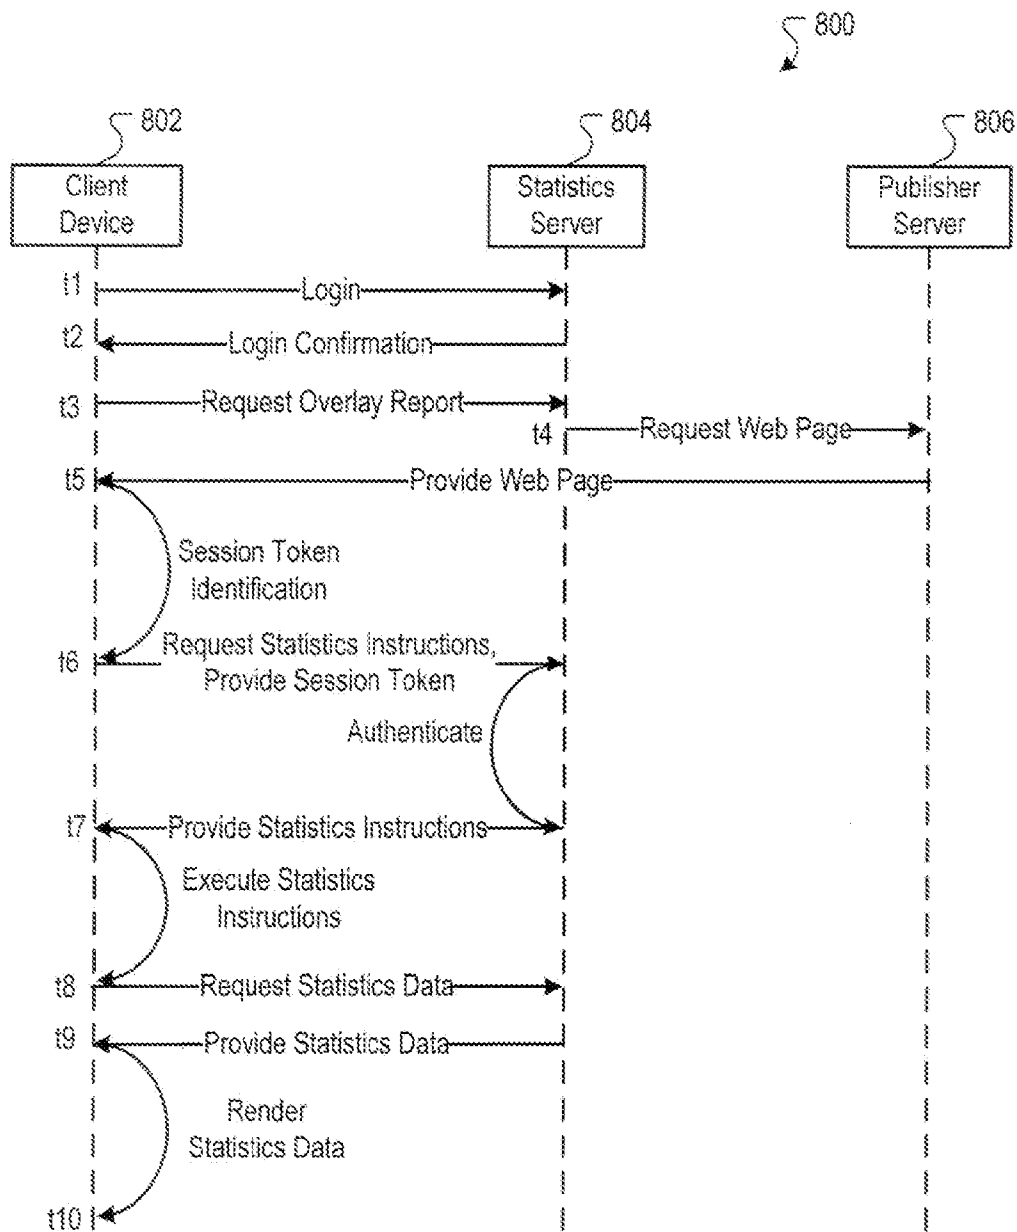 800
802
804
806
Client
Device
Statistics
Server
Publisher
Server
t1
Login
t2
Login Confirmation
t3
Request Overlay Report
t4
Request Web Page
t5
Provide Web Page
Session Token
Identification
t6
Request Statistics Instructions,
Provide Session Token
Authenticate
t7
Provide Statistics Instructions
Execute Statistics
Instructions
t8
Request Statistics Data
t9
Provide Statistics Data
Render
Statistics Data
t10